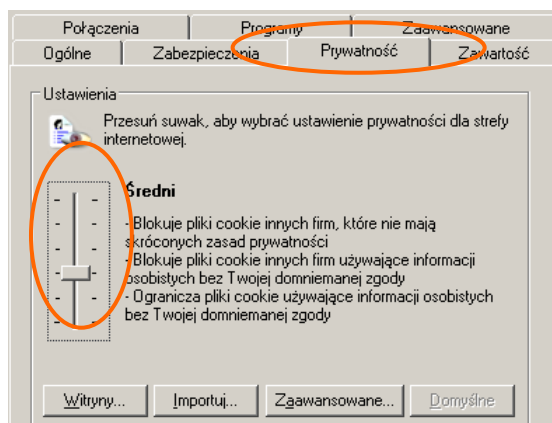 Połączenia Programy Zaawansowane
Ogólne Zabezpieczenia Prywatność Zawartość
Ustawienia
Przesuń suwak, aby wybrać ustawienie prywatności dla strefy
internetowej.
Średni
- Blokuje pliki cookie innych firm, które nie mają
skróconych zasad prywatności
- Blokuje pliki cookie innych firm używające informacji
osobistych bez Twojej domniemanej zgody
- Ogranicza pliki cookie używające informacji osobistych
bez Twojej domniemanej zgody
Witryny... Importuj... Zaawansowane... Domyślne